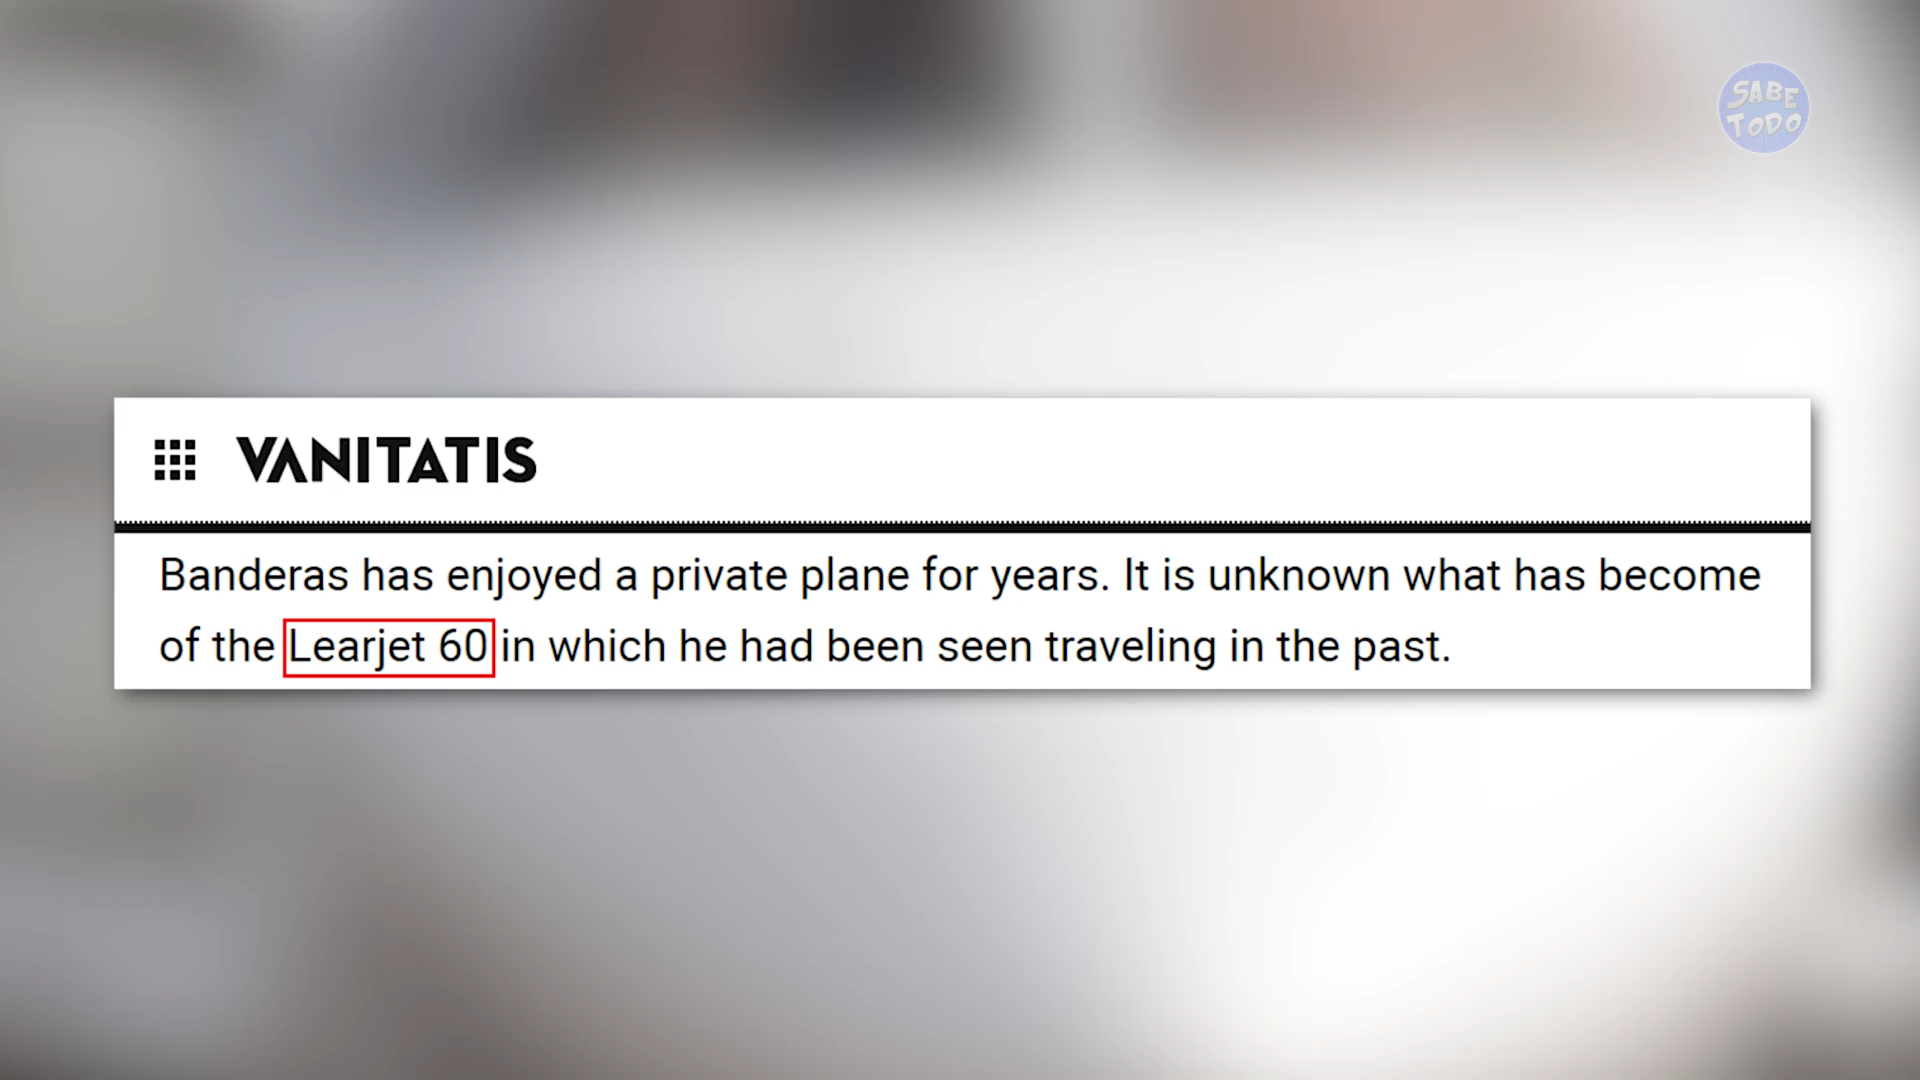 SABE
TODO
VANITATIS
Banderas has enjoyed a private plane for years. It is unknown what has become
of the Learjet 60 in which he had been seen traveling in the past.